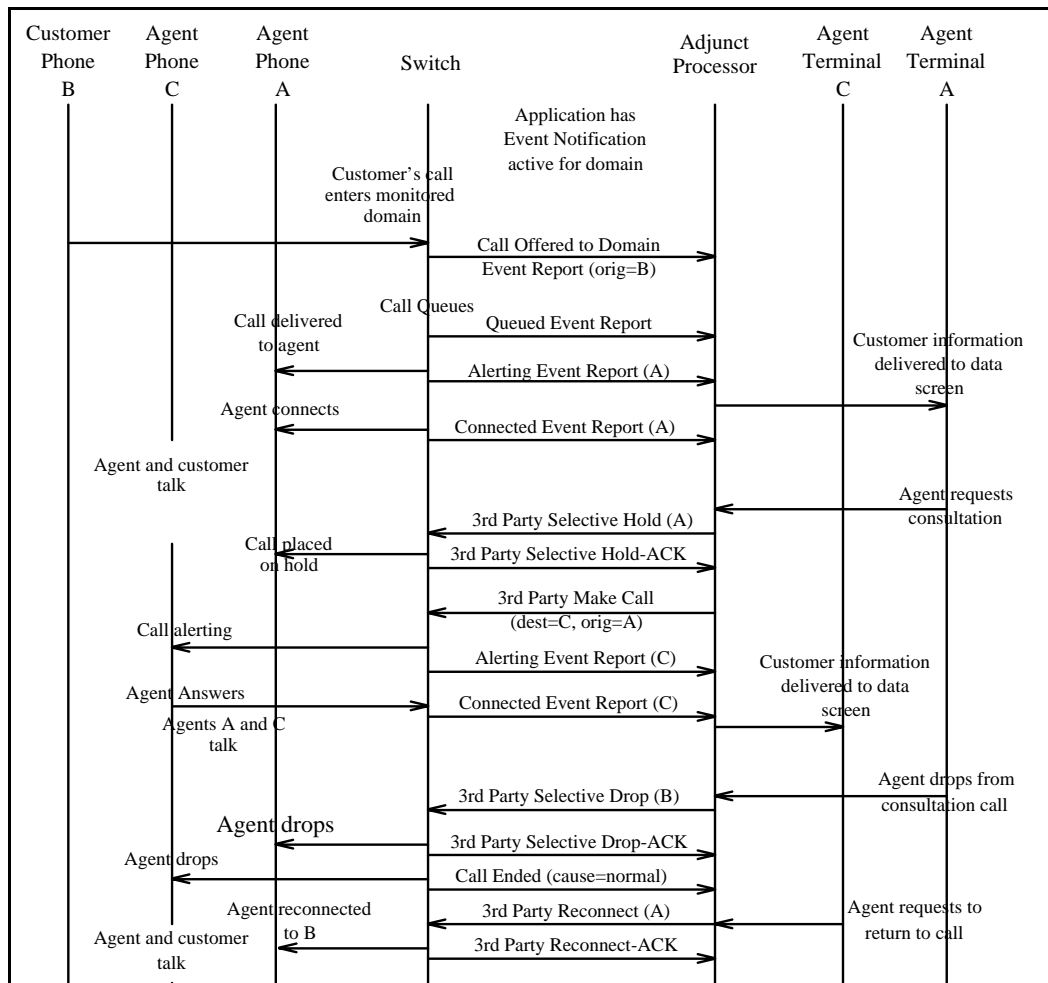 Customer
Phone
B
Agent
Phone
C
Agent
Phone
A
Switch
Adjunct
Processor
Agent
Terminal
C
Agent
Terminal
A
Application has
Event Notification
active for domain
Customer's call
enters monitored
domain
Call Offered to Domain
Event Report (orig=B)
Call Queues
Queued Event Report
Call delivered
to agent
Alerting Event Report (A)
Customer information
delivered to data
screen
Agent connects
Connected Event Report (A)
Agent and customer
talk
Agent requests
consultation
3rd Party Selective Hold (A)
Call placed
on hold
3rd Party Selective Hold-ACK
3rd Party Make Call
(dest=C, orig=A)
Call alerting
Alerting Event Report (C)
Customer information
delivered to data
screen
Agent Answers
Connected Event Report (C)
Agents A and C
talk
Agent drops from
consultation call
3rd Party Selective Drop (B)
Agent drops
3rd Party Selective Drop-ACK
Agent drops
Call Ended (cause=normal)
Agent requests to
return to call
3rd Party Reconnect (A)
Agent reconnected
to B
3rd Party Reconnect-ACK
Agent and customer
talk